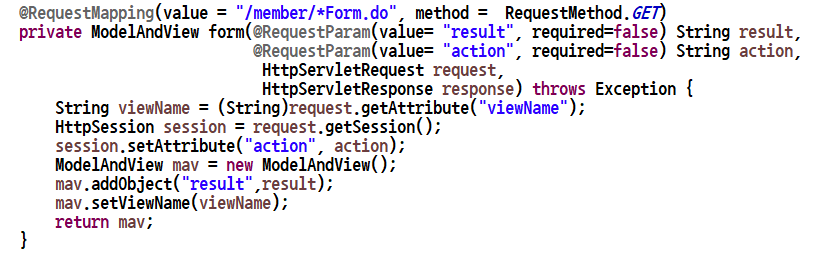 @RequestMapping(value = "/member/*Form.do", method =  RequestMethod.GET)
private ModelAndView form(@RequestParam(value= "result", required=false) String result,
@RequestParam(value= "action", required=false) String action,
HttpServletRequest request,
HttpServletResponse response) throws Exception {
String viewName = (String)request.getAttribute("viewName");
HttpSession session = request.getSession();
session.setAttribute("action", action);
ModelAndView mav = new ModelAndView();
mav.addObject("result",result);
mav.setViewName(viewName);
return mav;
}